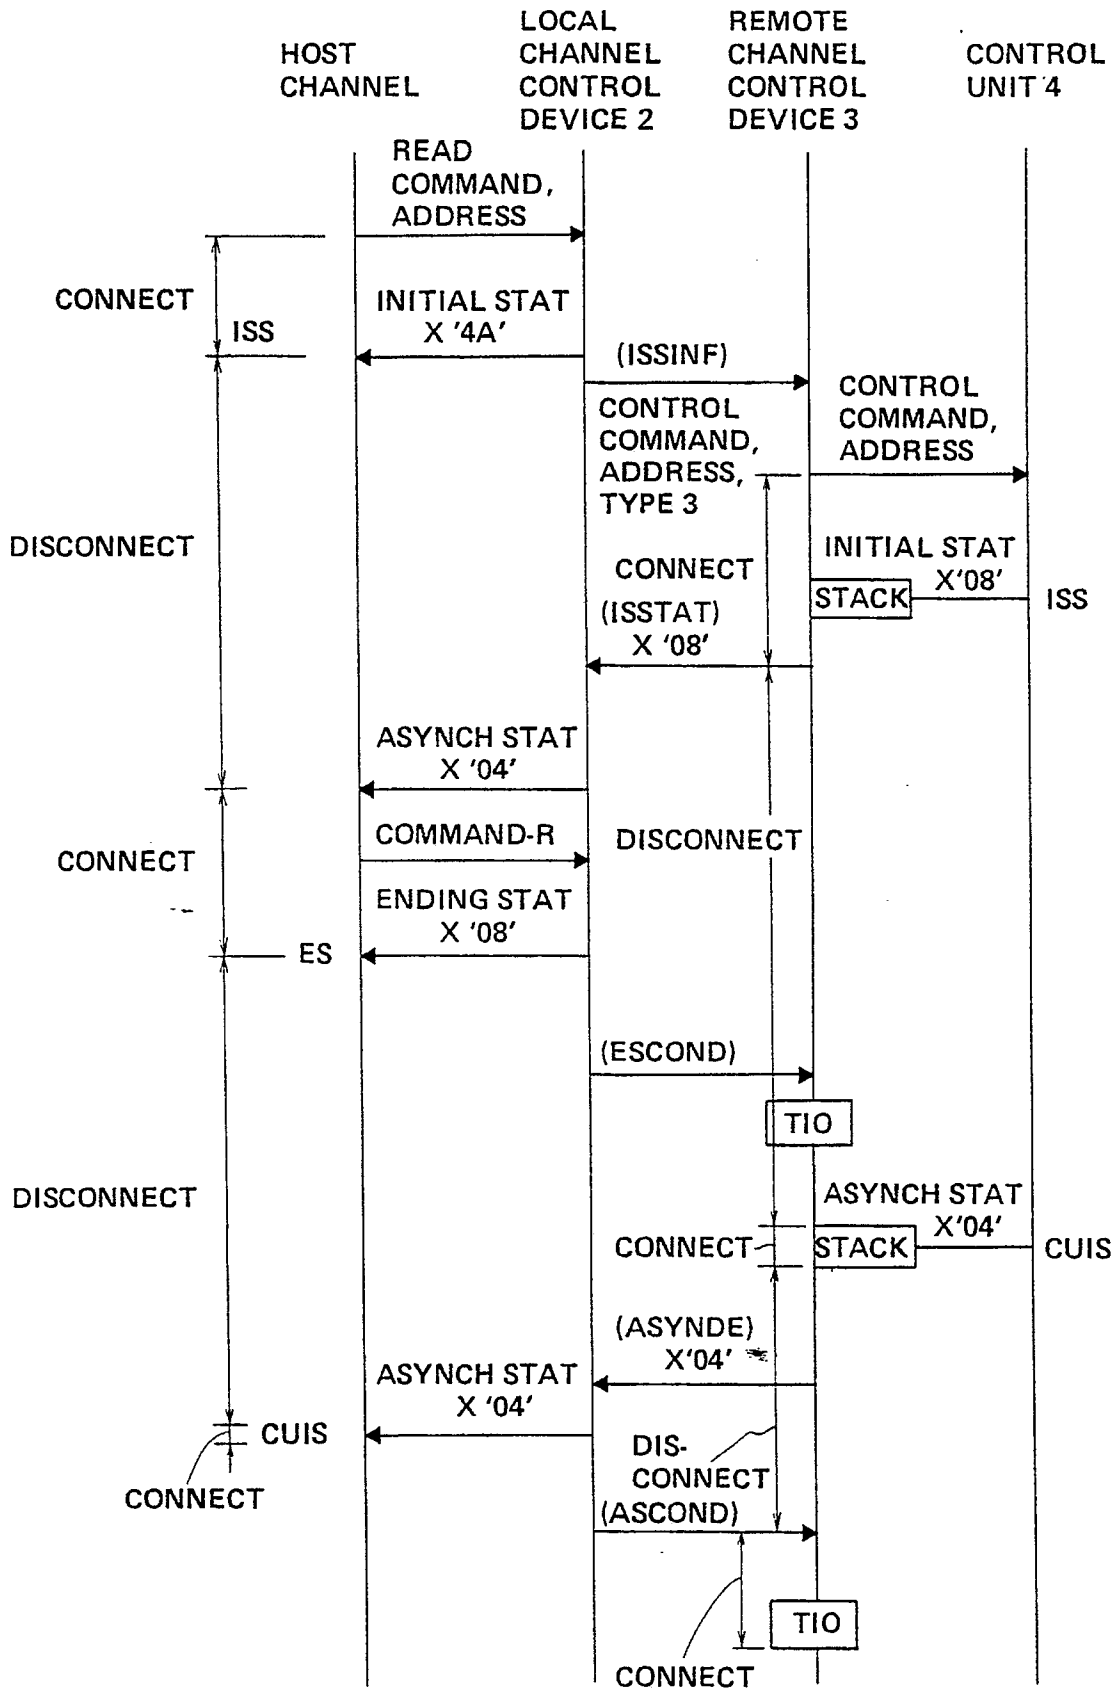 HOST
CHANNEL
LOCAL
CHANNEL
CONTROL
DEVICE 2
REMOTE
CHANNEL
CONTROL
DEVICE 3
CONTROL
UNIT 4
READ
COMMAND,
ADDRESS
CONNECT
INITIAL STAT
X '4A'
ISS
(ISSINF)
CONTROL
COMMAND,
ADDRESS,
TYPE 3
CONTROL
COMMAND,
ADDRESS
DISCONNECT
INITIAL STAT
X'08'
CONNECT
STACK
ISS
(ISSTAT)
X '08'
ASYNCH STAT
X '04'
COMMAND-R
DISCONNECT
CONNECT
ENDING STAT
X '08'
ES
(ESCOND)
TIO
DISCONNECT
ASYNCH STAT
X'04'
CONNECT
STACK
CUIS
(ASYNDE)
X'04'
ASYNCH STAT
X '04'
CUIS
CONNECT
DIS-
CONNECT
(ASCOND)
TIO
CONNECT